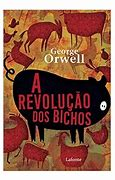 George
Orwell
A
REVOLUÇÃO
DOS BICHOS
Lafonte